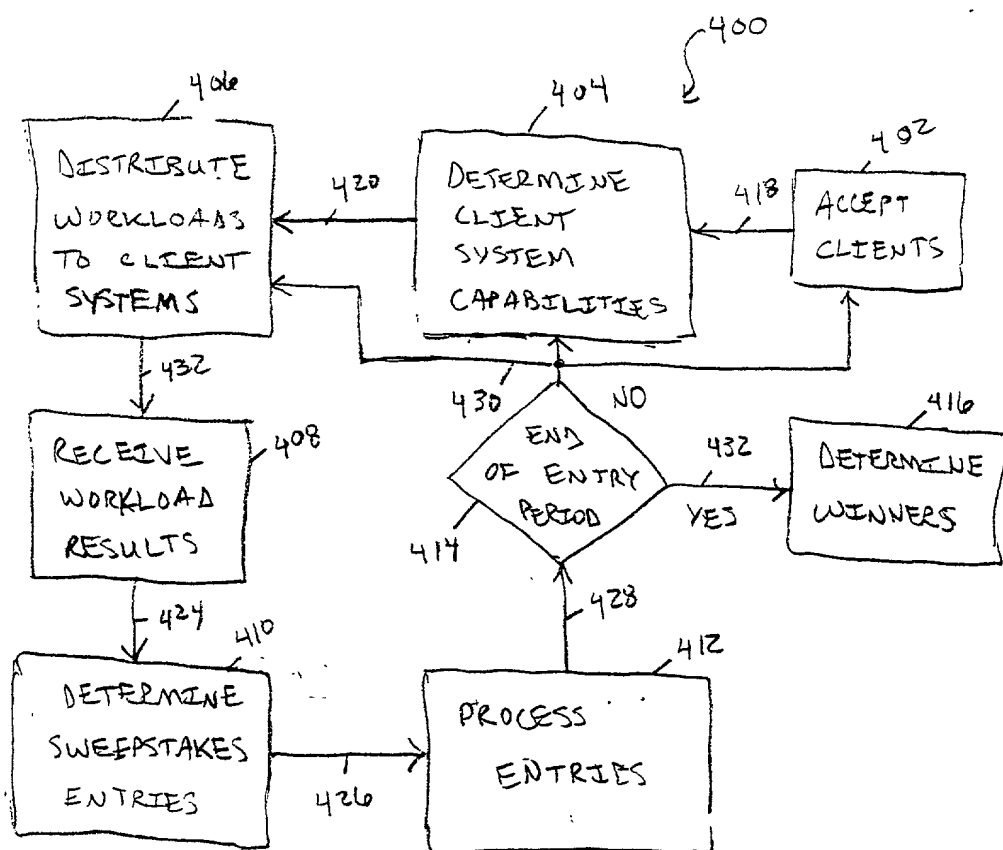 400
406
404
402
DISTRIBUTE
WORKLOADS
TO CLIENT
SYSTEMS
420
DETERMINE
CLIENT
SYSTEM
CAPABILITIES
418
ACCEPT
CLIENTS
432
430
NO
408
RECEIVE
WORKLOAD
RESULTS
END
OF ENTRY
PERIOD
414
432
YES
416
DETERMINE
WINNERS
424
428
410
412
DETERMINE
SWEEPSTAKES
ENTRIES
426
PROCESS
ENTRIES